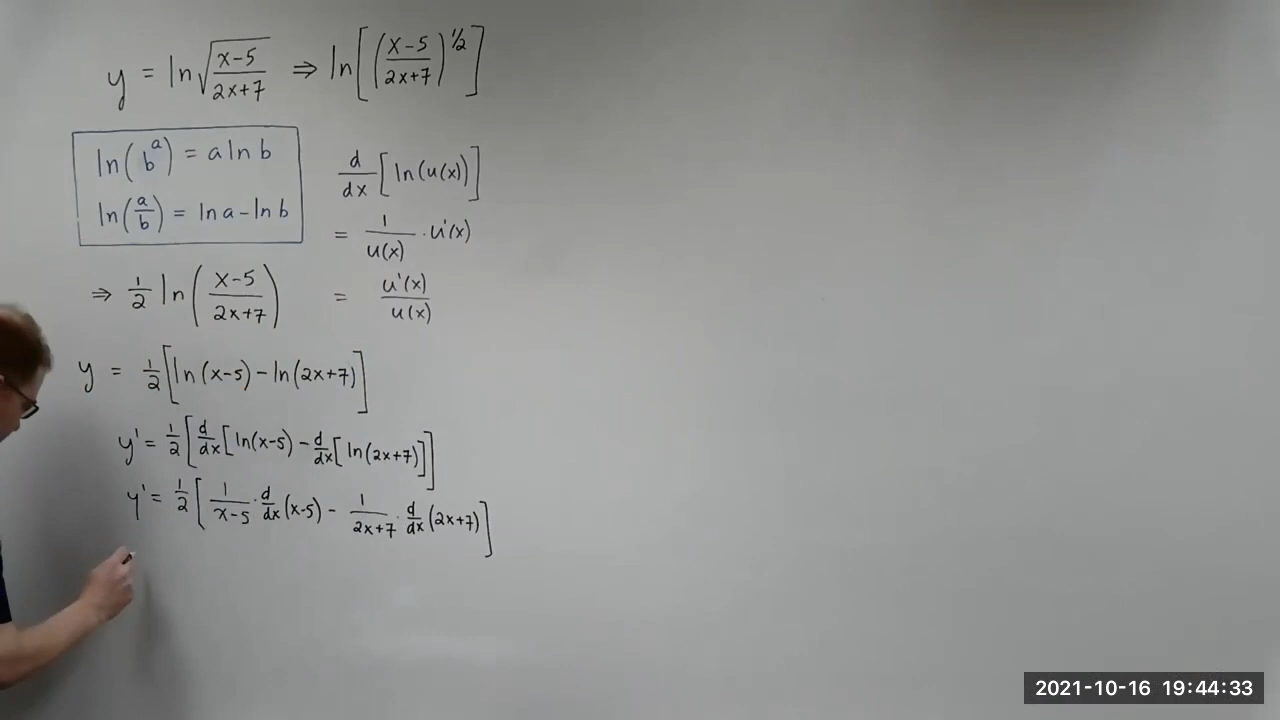 y = ln√((x-5)/(2x+7)) ⇒ ln[((x-5)/(2x+7))^1/2]
ln(b^a) = a ln b
ln(a/b) = ln a - ln b
d/dx [ln(u(x))]
= 1/u(x) · u'(x)
= u'(x)/u(x)
⇒ 1/2 ln((x-5)/(2x+7))
y = 1/2 [ln(x-5) - ln(2x+7)]
y' = 1/2 [d/dx [ln(x-5) - d/dx [ln(2x+7)]]
y' = 1/2 [1/(x-5) · d/dx (x-5) - 1/(2x+7) · d/dx (2x+7)]
2021-10-16 19:44:33